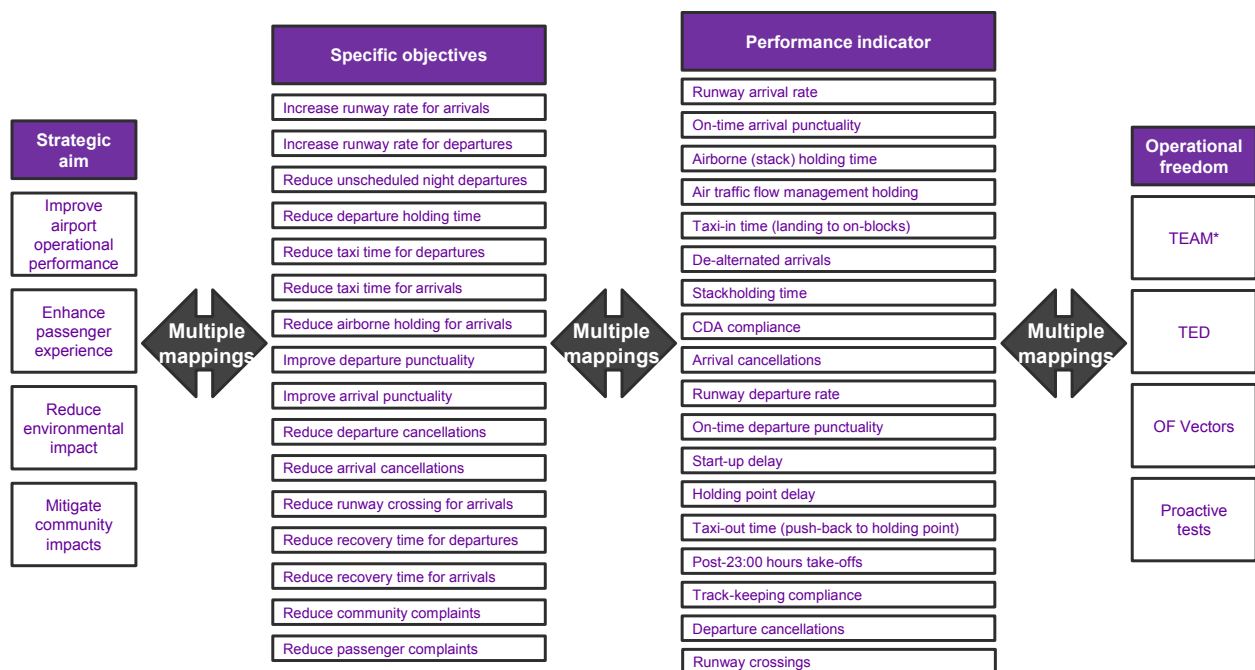 Strategic
aim
Improve
airport
operational
performance
Enhance
passenger
experience
Reduce
environmental
impact
Mitigate
community
impacts
Multiple
mappings
Specific objectives
Increase runway rate for arrivals
Increase runway rate for departures
Reduce unscheduled night departures
Reduce departure holding time
Reduce taxi time for departures
Reduce taxi time for arrivals
Reduce airborne holding for arrivals
Improve departure punctuality
Improve arrival punctuality
Reduce departure cancellations
Reduce arrival cancellations
Reduce runway crossing for arrivals
Reduce recovery time for departures
Reduce recovery time for arrivals
Reduce community complaints
Reduce passenger complaints
Multiple
mappings
Performance indicator
Runway arrival rate
On-time arrival punctuality
Airborne (stack) holding time
Air traffic flow management holding
Taxi-in time (landing to on-blocks)
De-alternated arrivals
Stackholding time
CDA compliance
Arrival cancellations
Runway departure rate
On-time departure punctuality
Start-up delay
Holding point delay
Taxi-out time (push-back to holding point)
Post-23:00 hours take-offs
Track-keeping compliance
Departure cancellations
Runway crossings
Multiple
mappings
Operational
freedom
TEAM*
TED
OF Vectors
Proactive
tests